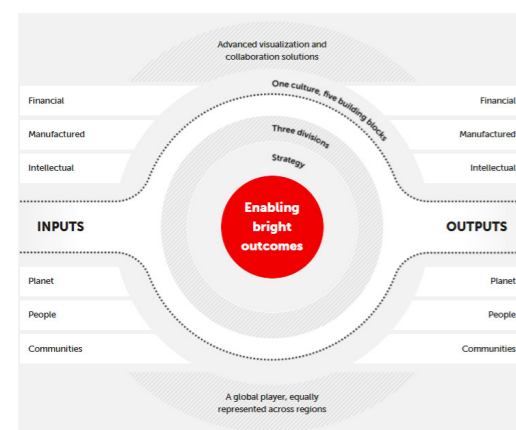 Advanced visualization and
collaboration solutions
One culture, five building blocks
Three divisions
Strategy
Enabling
bright
outcomes
Financial
Manufactured
Intellectual
INPUTS
Planet
People
Communities
Financial
Manufactured
Intellectual
OUTPUTS
Planet
People
Communities
A global player, equally
represented across regions